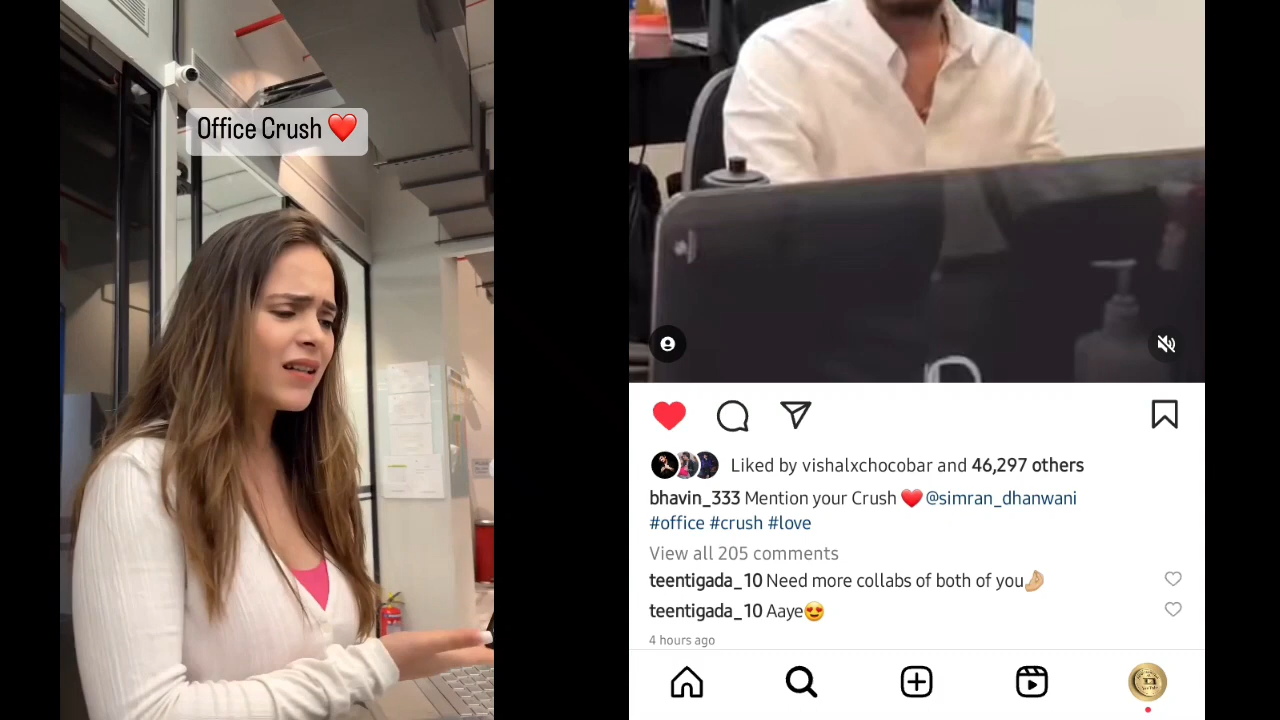 Office Crush ❤️
Liked by vishalxchocobar and 46,297 others
bhavin_333 Mention your Crush ❤️ @simran_dhanwani
#office #crush #love
View all 205 comments
teentigada_10 Need more collabs of both of you🤌🏼
teentigada_10 Aaye😍
4 hours ago